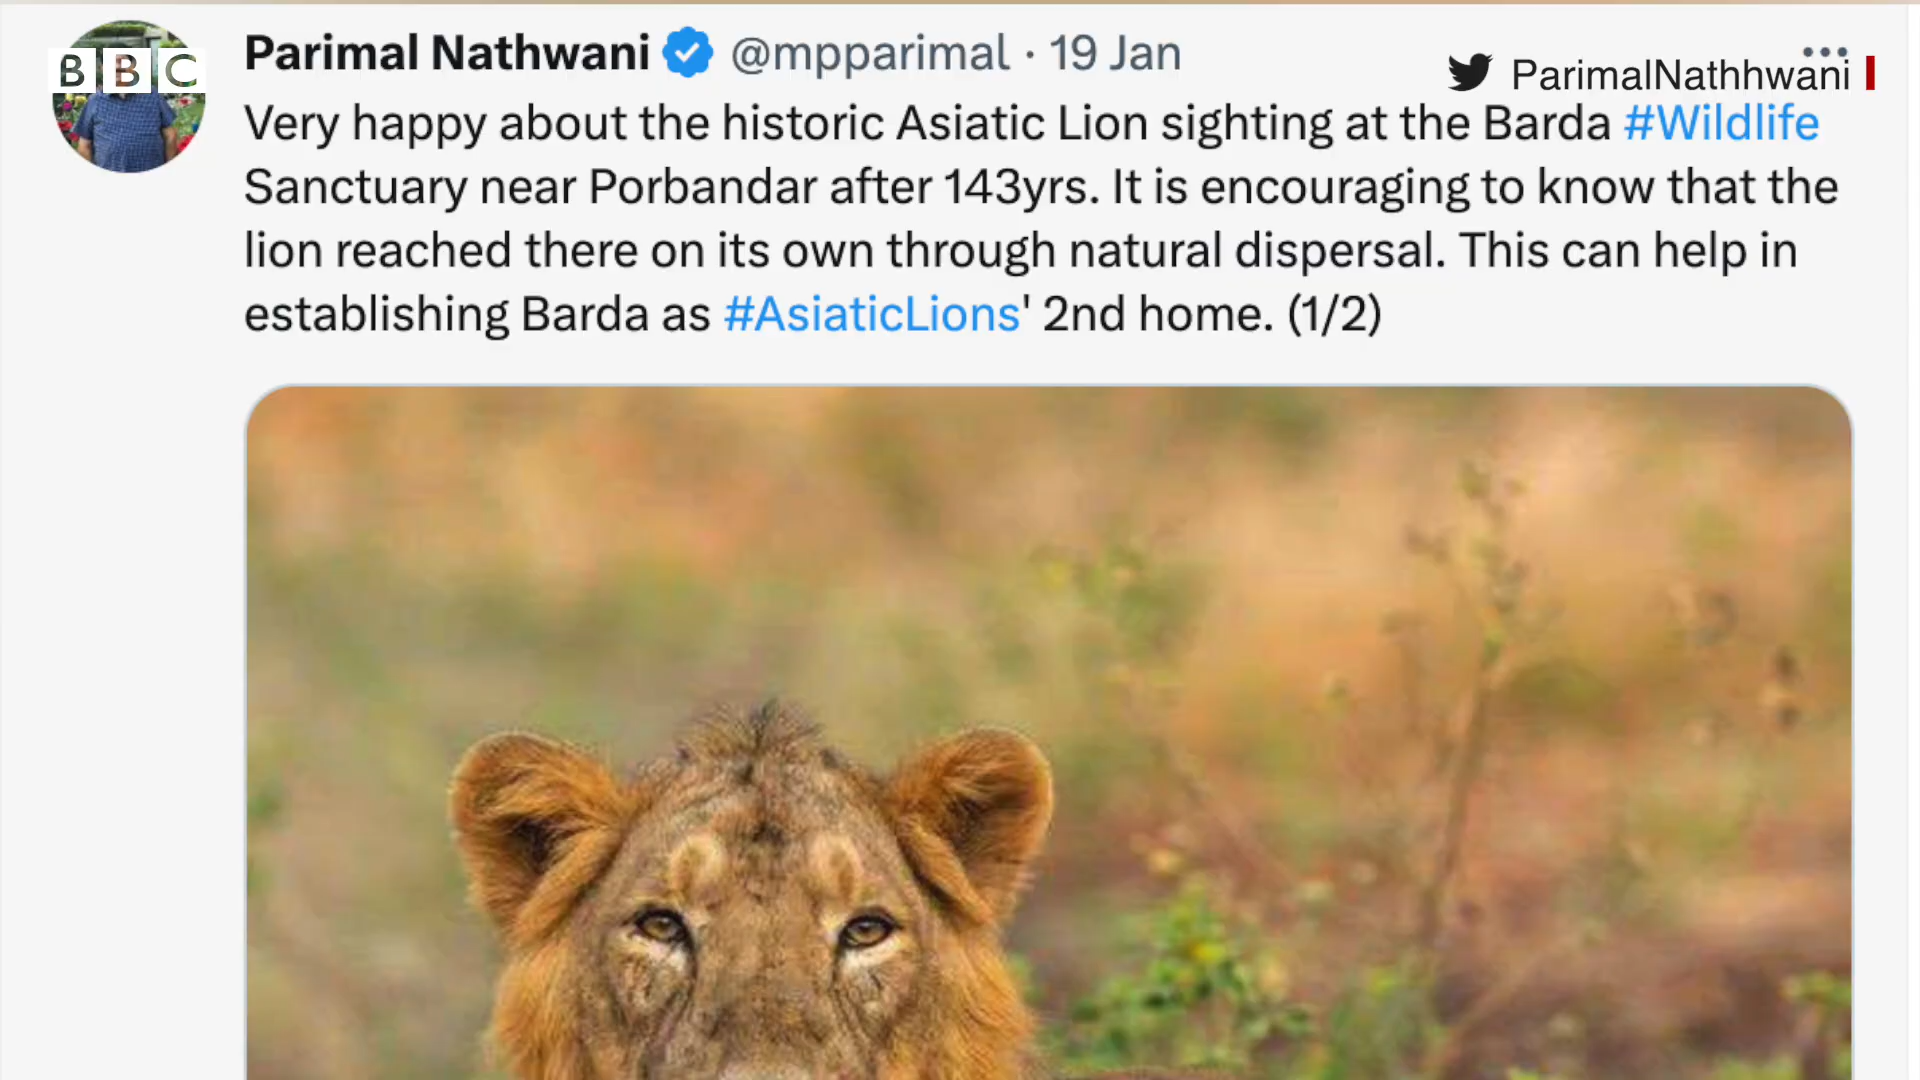 BBC
Parimal Nathwani @mpparimal · 19 Jan
ParimalNathhwani
Very happy about the historic Asiatic Lion sighting at the Barda #Wildlife
Sanctuary near Porbandar after 143yrs. It is encouraging to know that the
lion reached there on its own through natural dispersal. This can help in
establishing Barda as #AsiaticLions' 2nd home. (1/2)